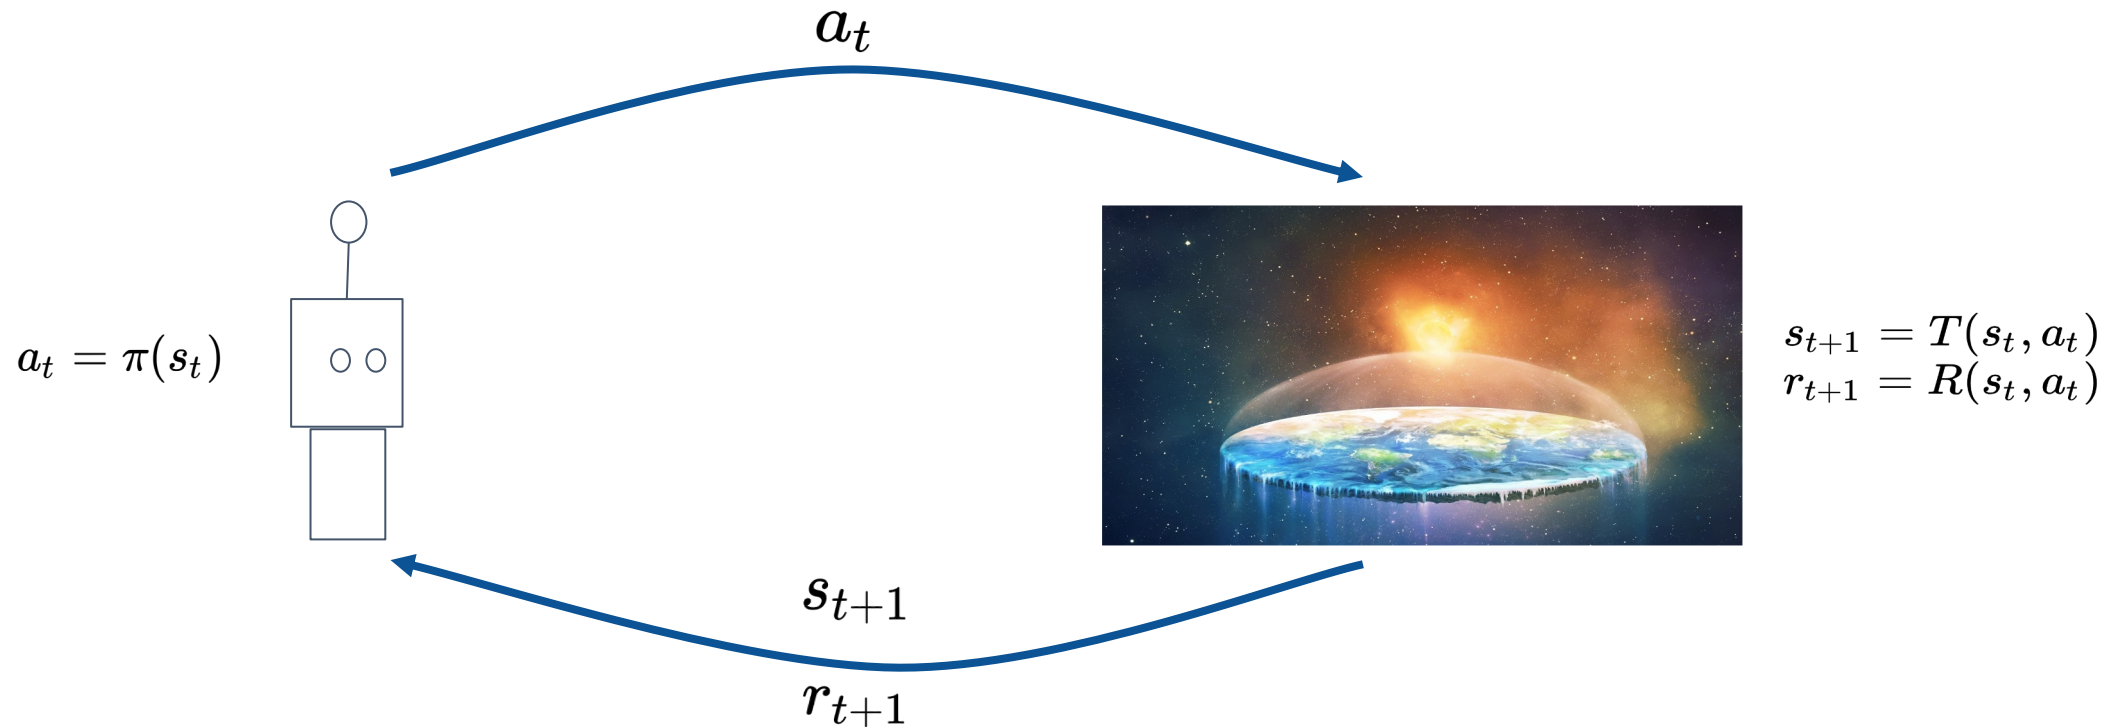 a_t
a_t = π(s_t)
s_{t+1} = T(s_t, a_t)
r_{t+1} = R(s_t, a_t)
s_{t+1}
r_{t+1}